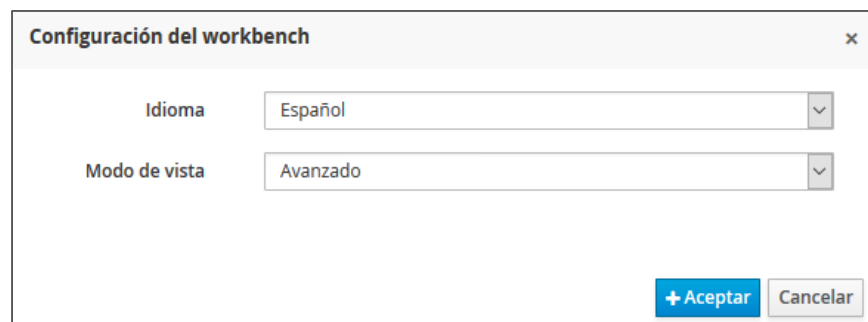 Configuración del workbench ×
Idioma Español
Modo de vista Avanzado
+ Aceptar Cancelar